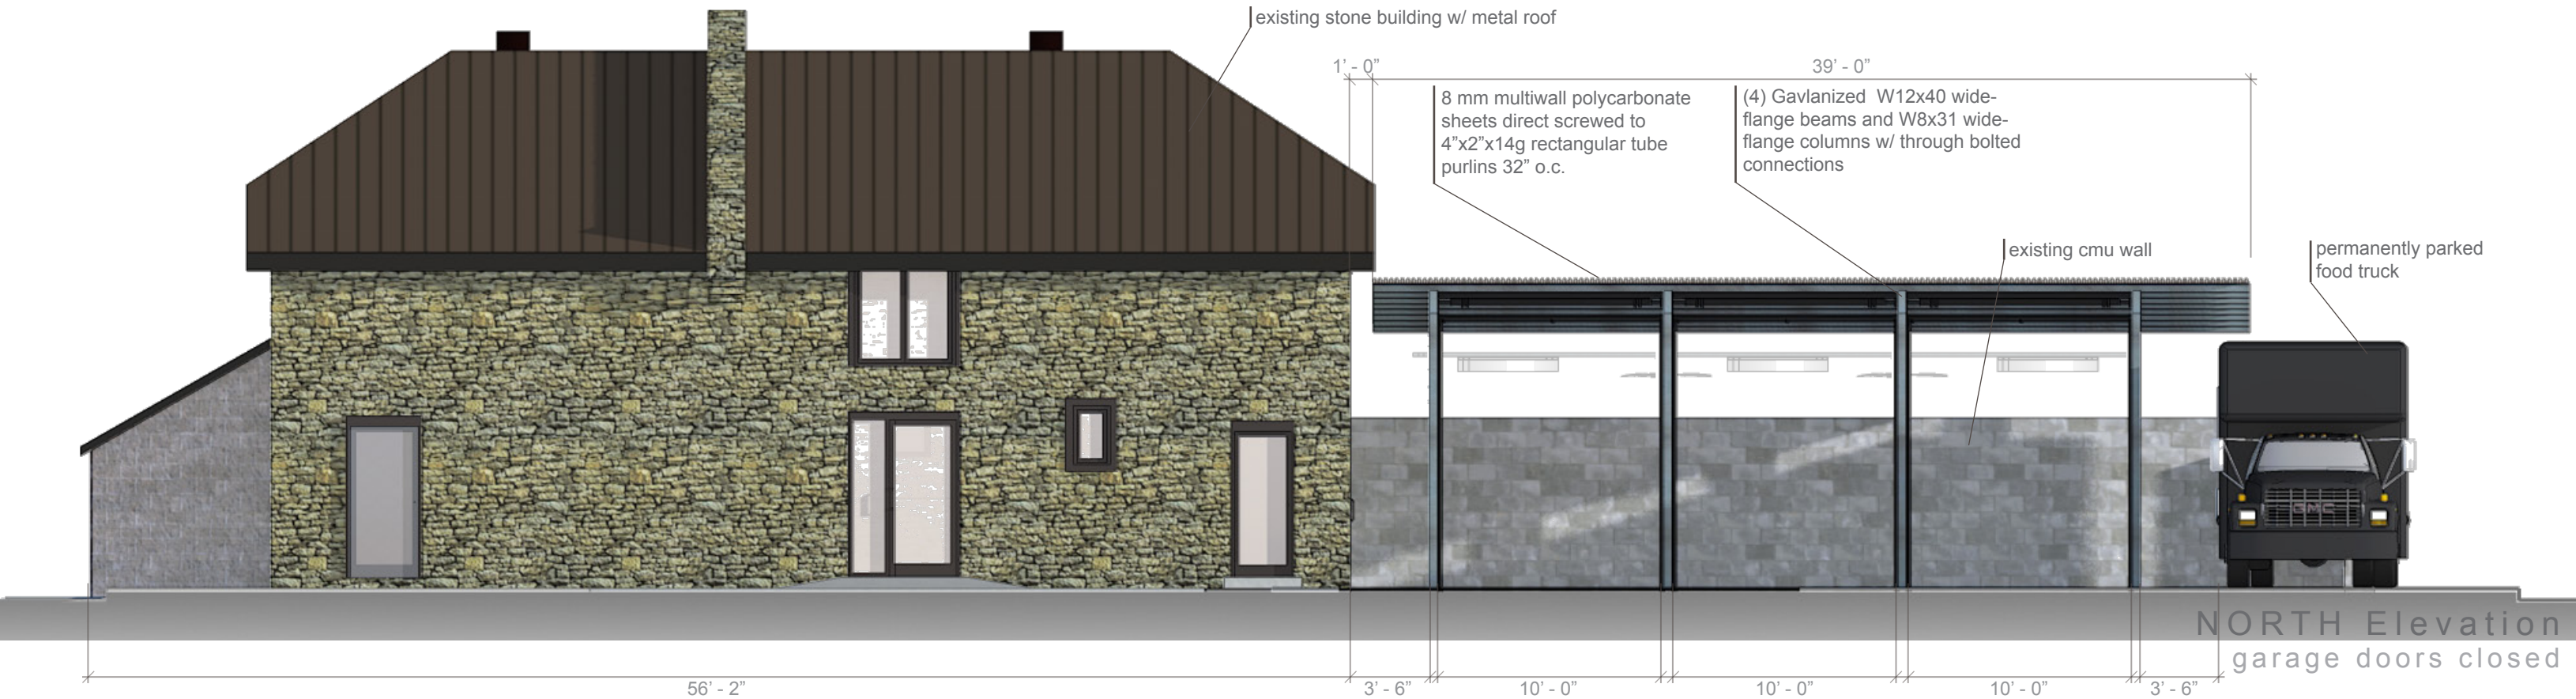 existing stone building w/ metal roof
1’ - 0”
39’ - 0”
8 mm multiwall polycarbonate
sheets direct screwed to
4”x2”x14g rectangular tube
purlins 32” o.c.
(4) Gavlanized  W12x40 wide-
flange beams and W8x31 wide-
flange columns w/ through bolted
connections
existing cmu wall
permanently parked
food truck
GMC
NORTH Elevation
garage doors closed
56’ - 2”
3’ - 6”
10’ - 0”
10’ - 0”
10’ - 0”
3’ - 6”